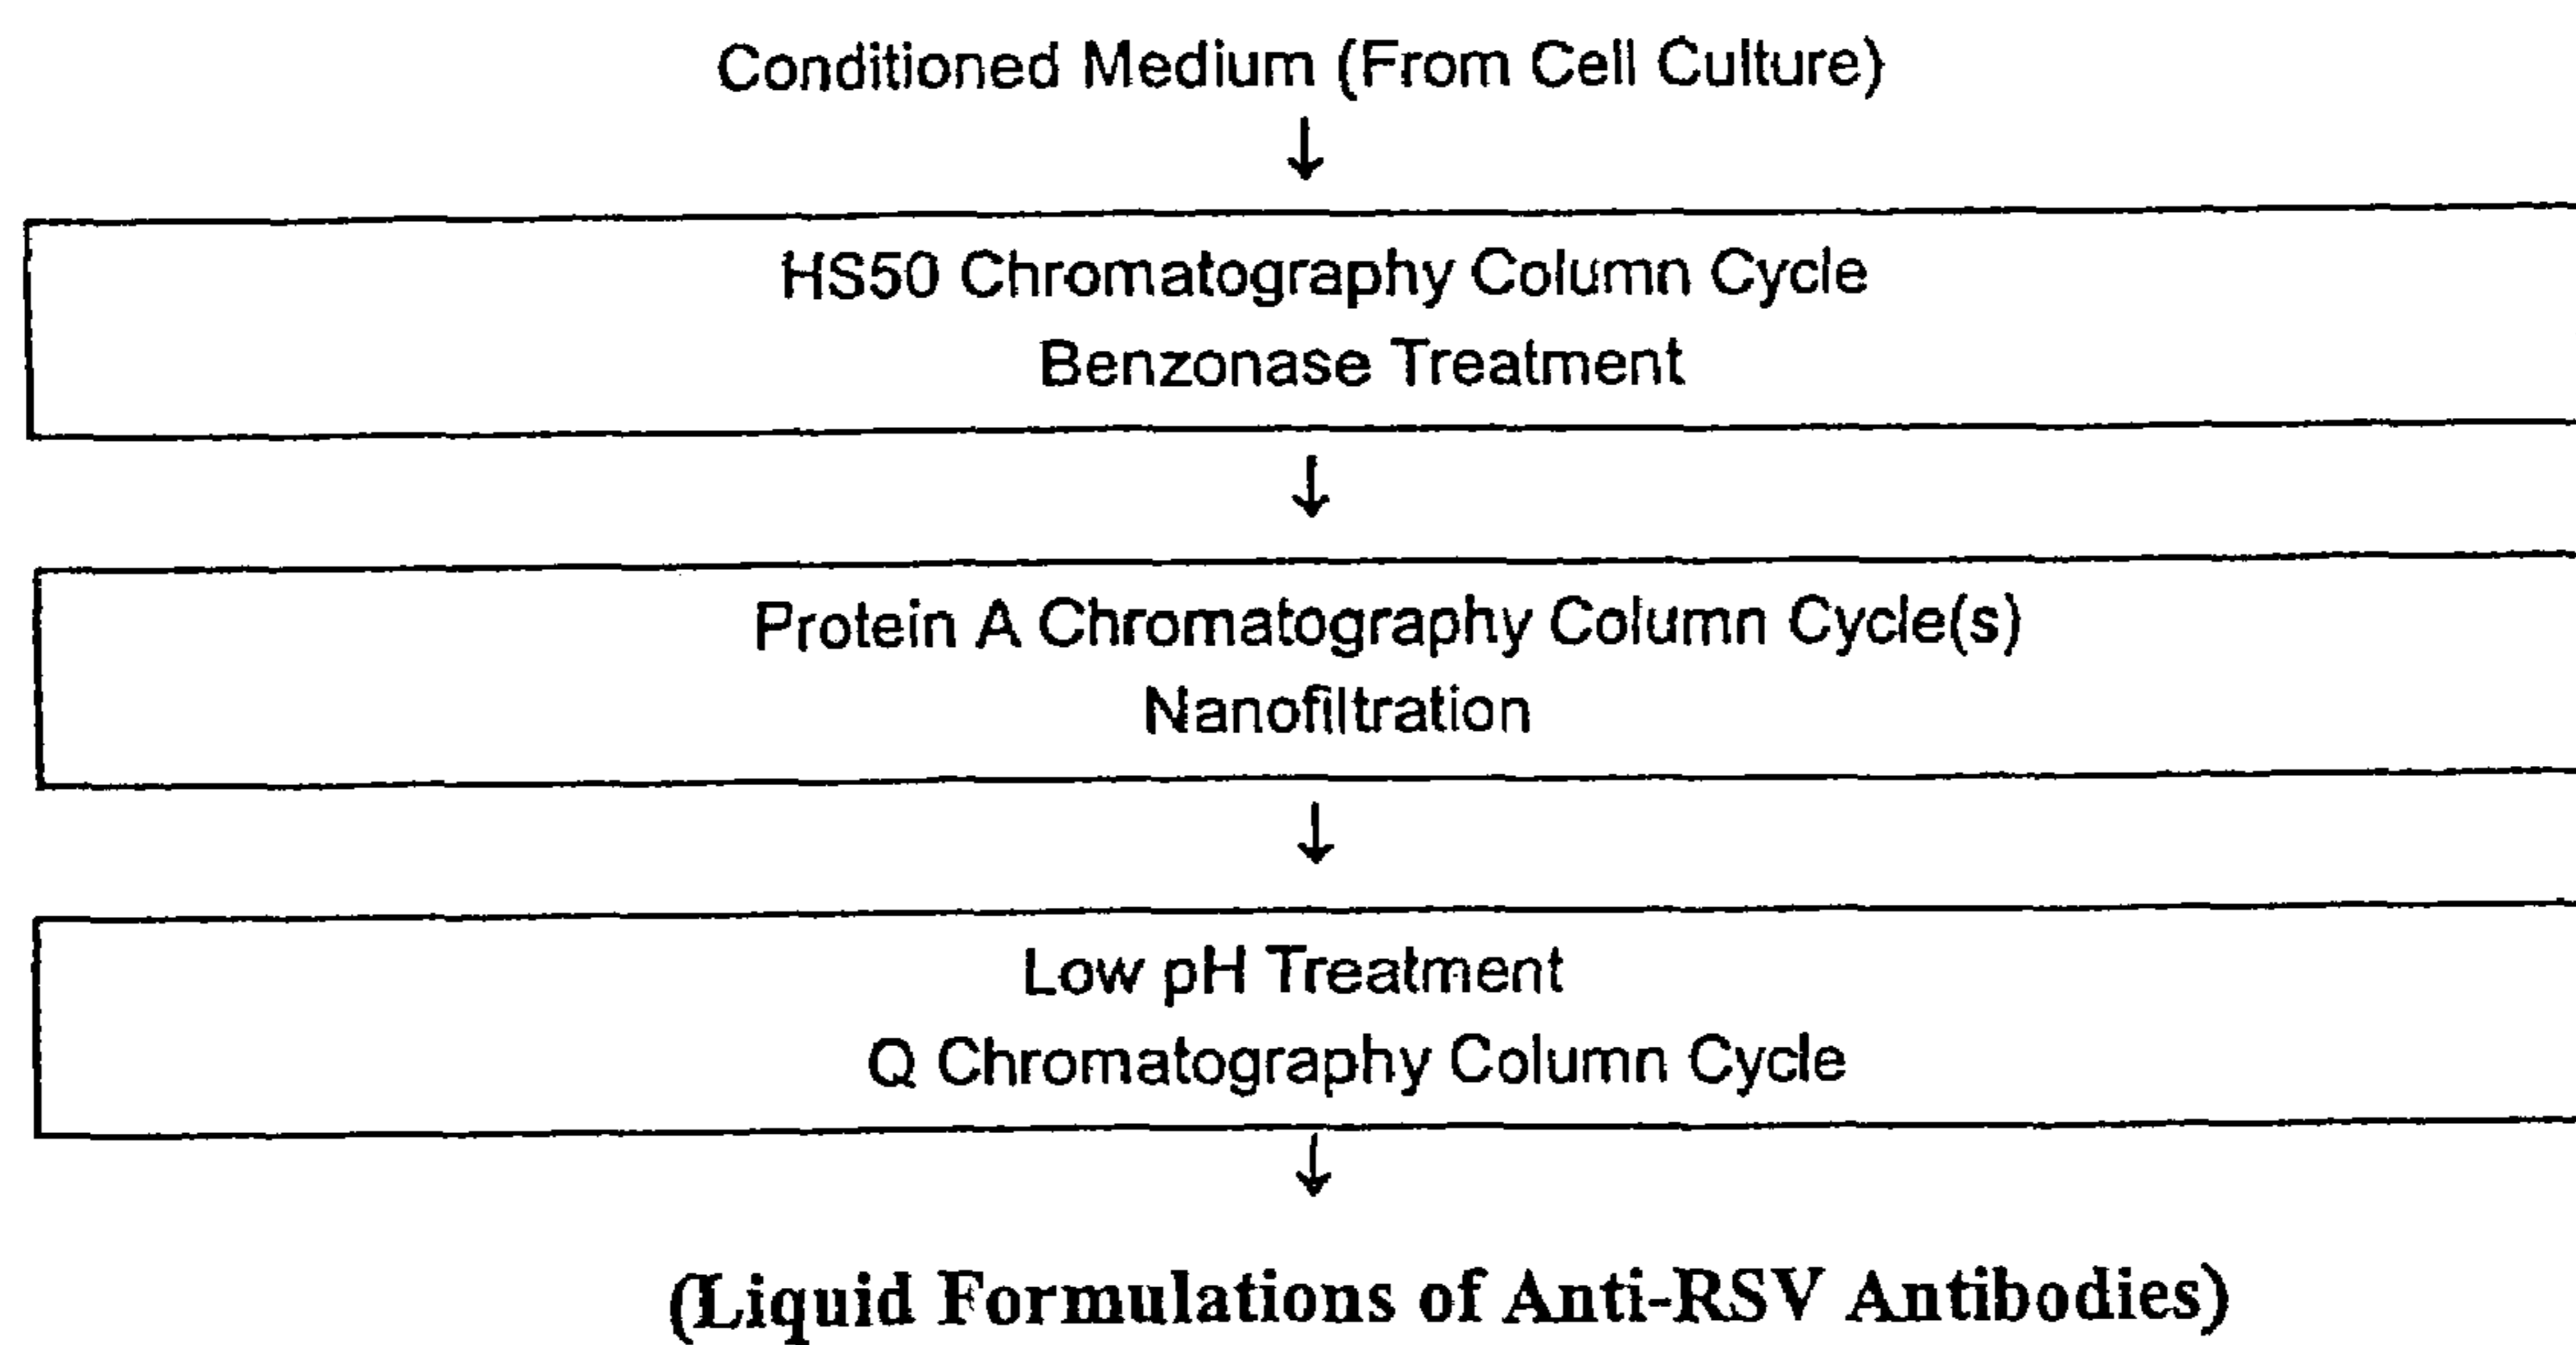 Conditioned Medium (From Cell Culture)
HS50 Chromatography Column Cycle
Benzonase Treatment
Protein A Chromatography Column Cycle(s)
Nanofiltration
Low pH Treatment
Q Chromatography Column Cycle
(Liquid Formulations of Anti-RSV Antibodies)